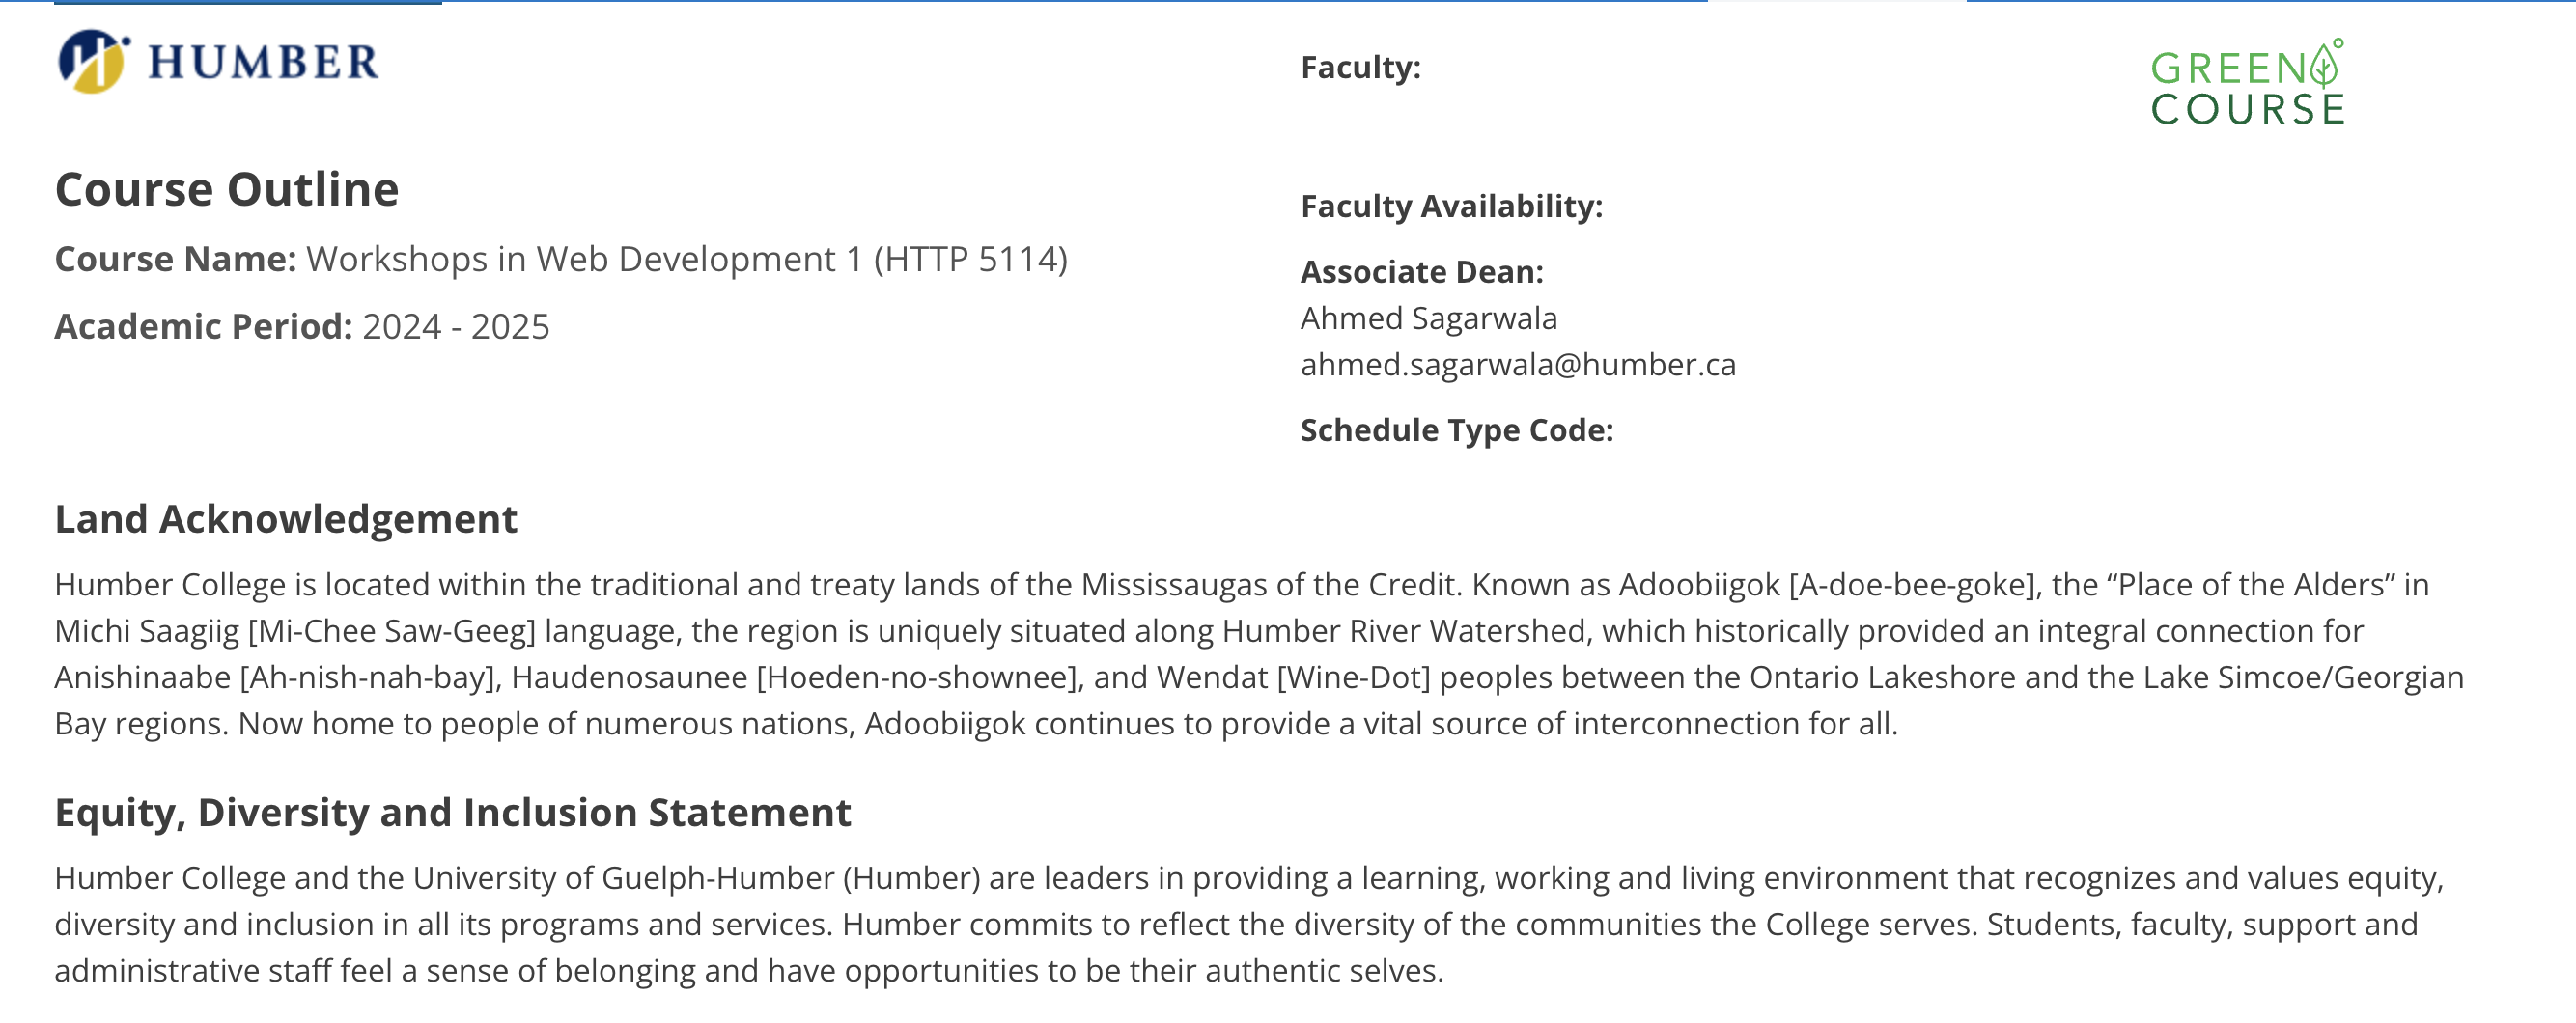 HUMBER
Course Outline
Course Name: Workshops in Web Development 1 (HTTP 5114)
Academic Period: 2024 - 2025
Faculty:
Faculty Availability:
Associate Dean:
Ahmed Sagarwala
ahmed.sagarwala@humber.ca
Schedule Type Code:
GREEN
COURSE
Land Acknowledgement
Humber College is located within the traditional and treaty lands of the Mississaugas of the Credit. Known as Adoobiigok [A-doe-bee-goke], the “Place of the Alders” in
Michi Saagiig [Mi-Chee Saw-Geeg] language, the region is uniquely situated along Humber River Watershed, which historically provided an integral connection for
Anishinaabe [Ah-nish-nah-bay], Haudenosaunee [Hoeden-no-shownee], and Wendat [Wine-Dot] peoples between the Ontario Lakeshore and the Lake Simcoe/Georgian
Bay regions. Now home to people of numerous nations, Adoobiigok continues to provide a vital source of interconnection for all.
Equity, Diversity and Inclusion Statement
Humber College and the University of Guelph-Humber (Humber) are leaders in providing a learning, working and living environment that recognizes and values equity,
diversity and inclusion in all its programs and services. Humber commits to reflect the diversity of the communities the College serves. Students, faculty, support and
administrative staff feel a sense of belonging and have opportunities to be their authentic selves.